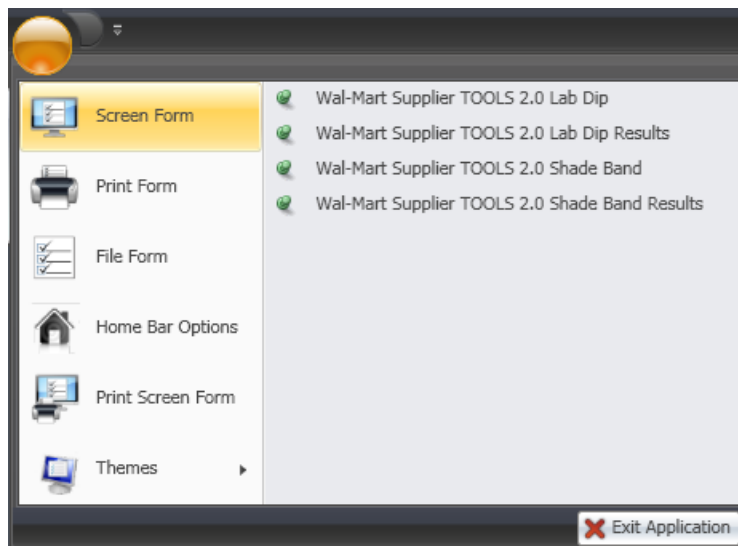 Screen Form
Print Form
File Form
Home Bar Options
Print Screen Form
Themes
Wal-Mart Supplier TOOLS 2.0 Lab Dip
Wal-Mart Supplier TOOLS 2.0 Lab Dip Results
Wal-Mart Supplier TOOLS 2.0 Shade Band
Wal-Mart Supplier TOOLS 2.0 Shade Band Results
Exit Application